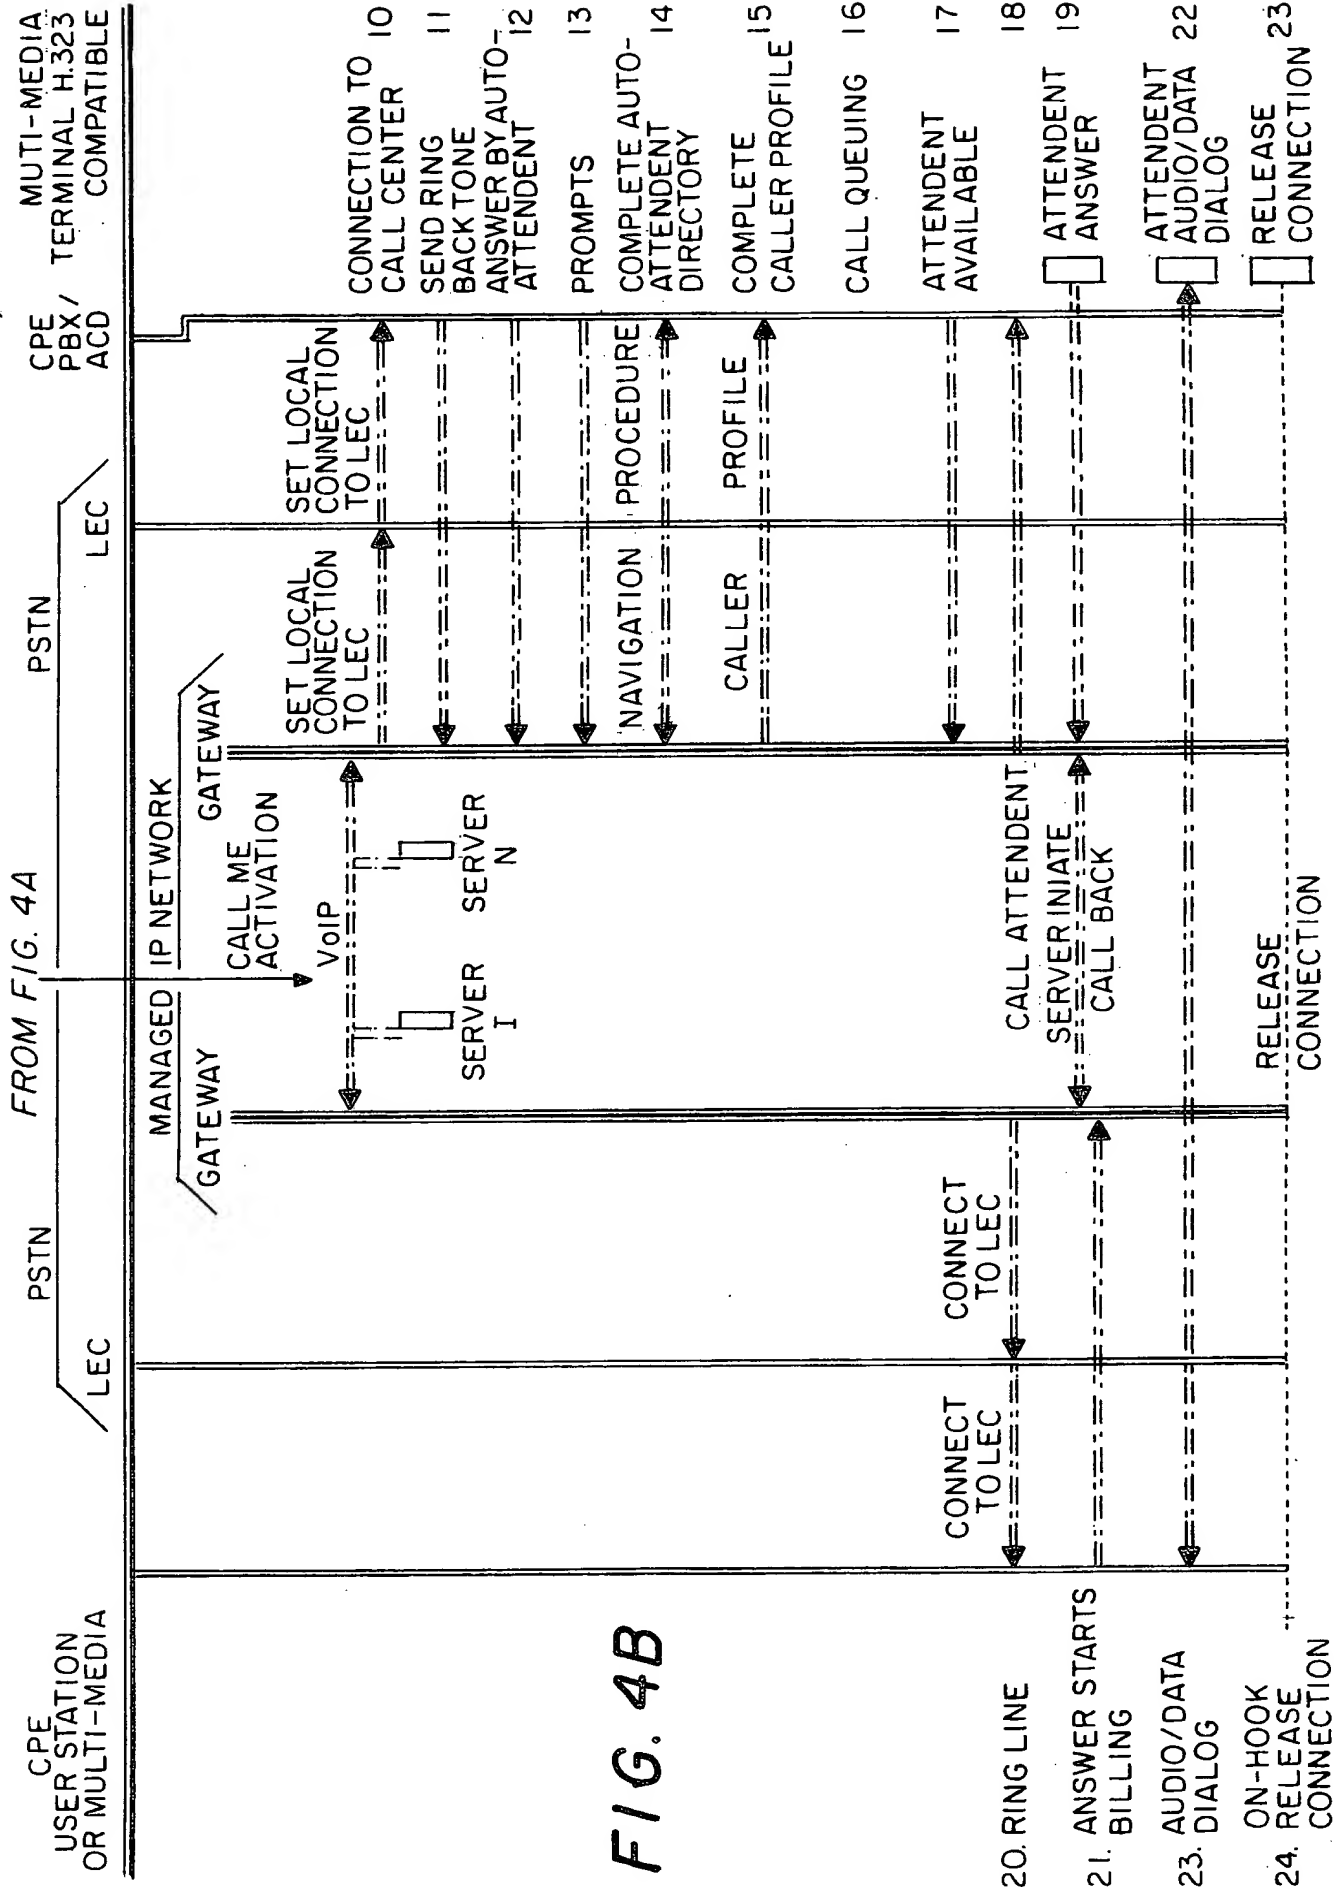 FROM FIG. 4A
CPE
USER STATION
OR MULTI-MEDIA
PSTN
LEC
MANAGED IP NETWORK
GATEWAY
GATEWAY
PSTN
LEC
CPE
PBX/
ACD
MUTI-MEDIA
TERMINAL H.323
COMPATIBLE
CALL ME
ACTIVATION
VoIP
SERVER
I
SERVER
N
SET LOCAL
CONNECTION
TO LEC
SET LOCAL
CONNECTION
TO LEC
CONNECTION TO
CALL CENTER
10
SEND RING
BACK TONE
11
ANSWER BY AUTO-
ATTENDENT
12
PROMPTS
13
NAVIGATION PROCEDURE
COMPLETE AUTO-
ATTENDENT
DIRECTORY
14
CALLER PROFILE
COMPLETE
CALLER PROFILE
15
CALL QUEUING
16
ATTENDENT
AVAILABLE
17
CONNECT
TO LEC
CONNECT
TO LEC
CALL ATTENDENT
18
20. RING LINE
SERVER INIATE
CALL BACK
ATTENDENT
ANSWER
19
21. ANSWER STARTS
BILLING
23. AUDIO/DATA
DIALOG
ATTENDENT
AUDIO/DATA
DIALOG
22
ON-HOOK
24. RELEASE
CONNECTION
RELEASE
CONNECTION
RELEASE
CONNECTION
23
FIG. 4B